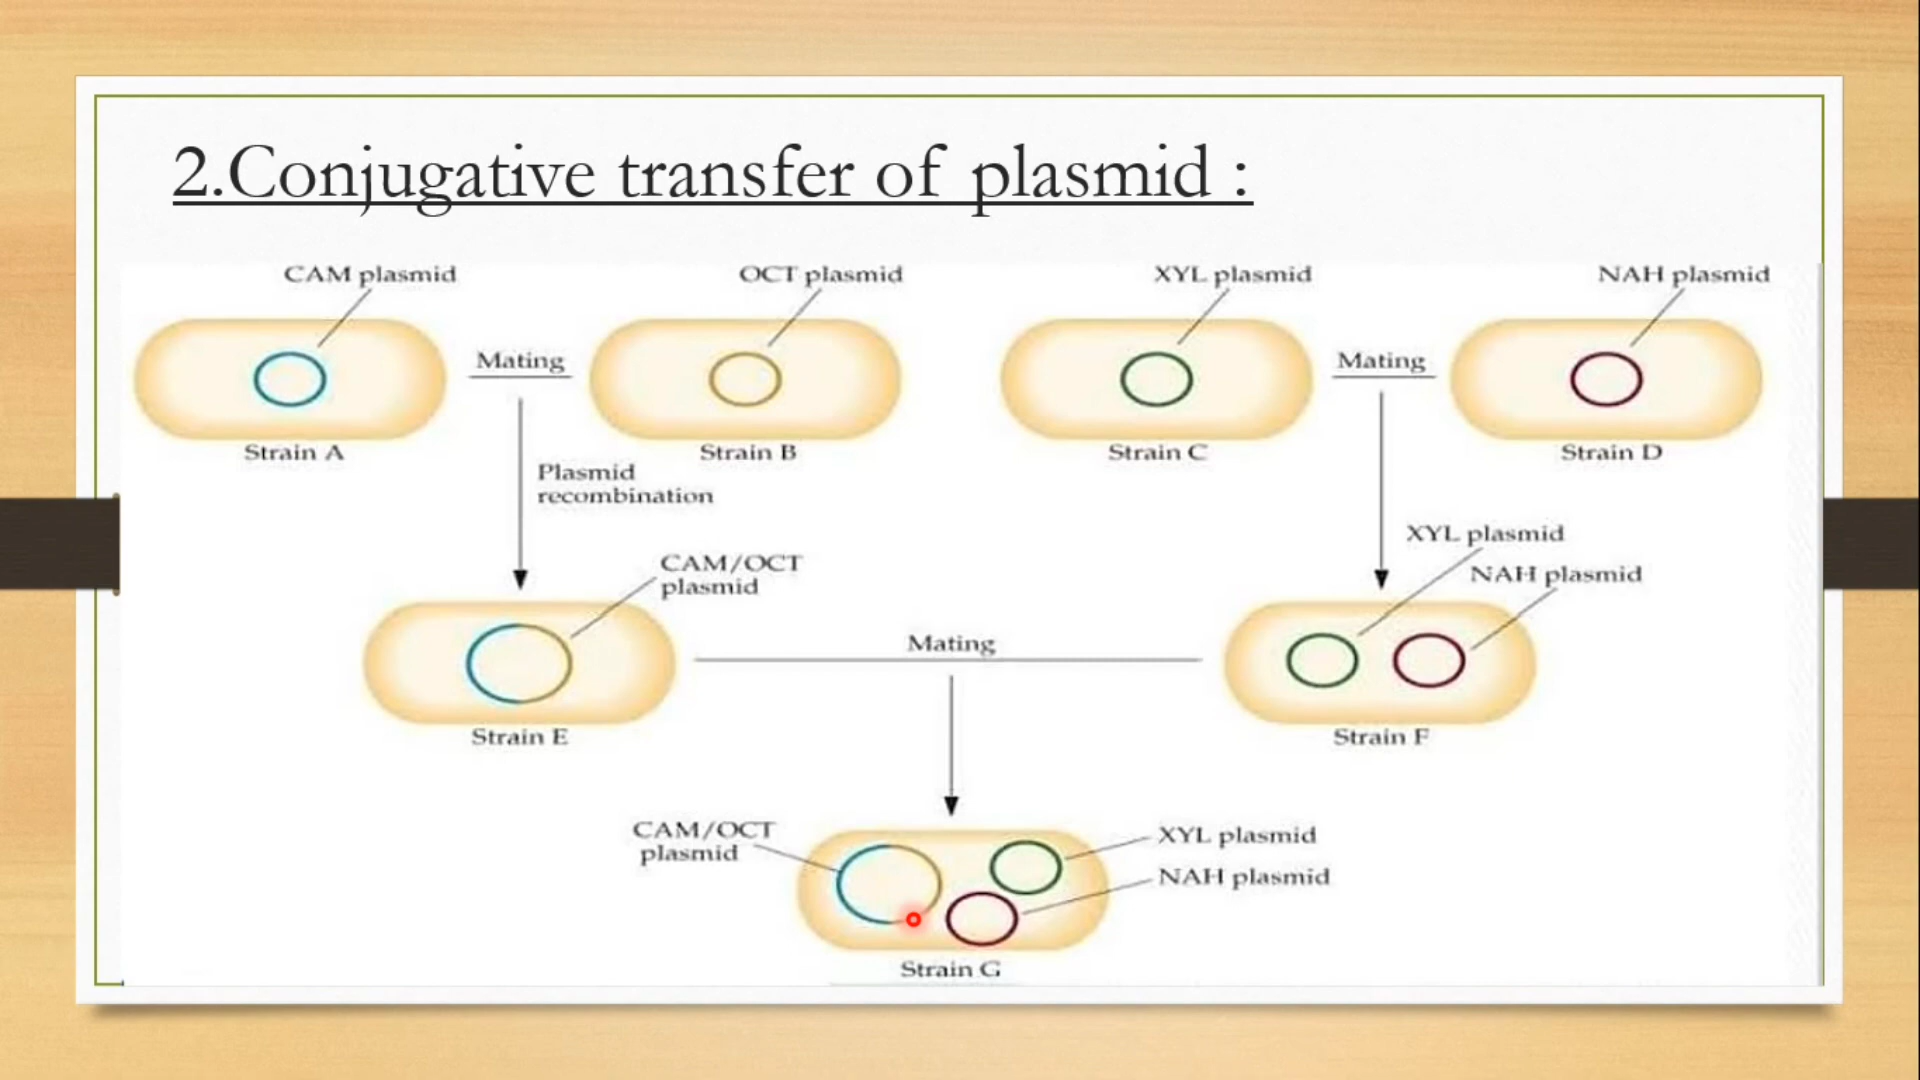 2.Conjugative transfer of plasmid :
CAM plasmid
OCT plasmid
XYL plasmid
NAH plasmid
Mating
Mating
Strain A
Strain B
Strain C
Strain D
Plasmid
recombination
XYL plasmid
NAH plasmid
CAM/OCT
plasmid
Mating
Strain E
Strain F
CAM/OCT
plasmid
XYL plasmid
NAH plasmid
Strain G